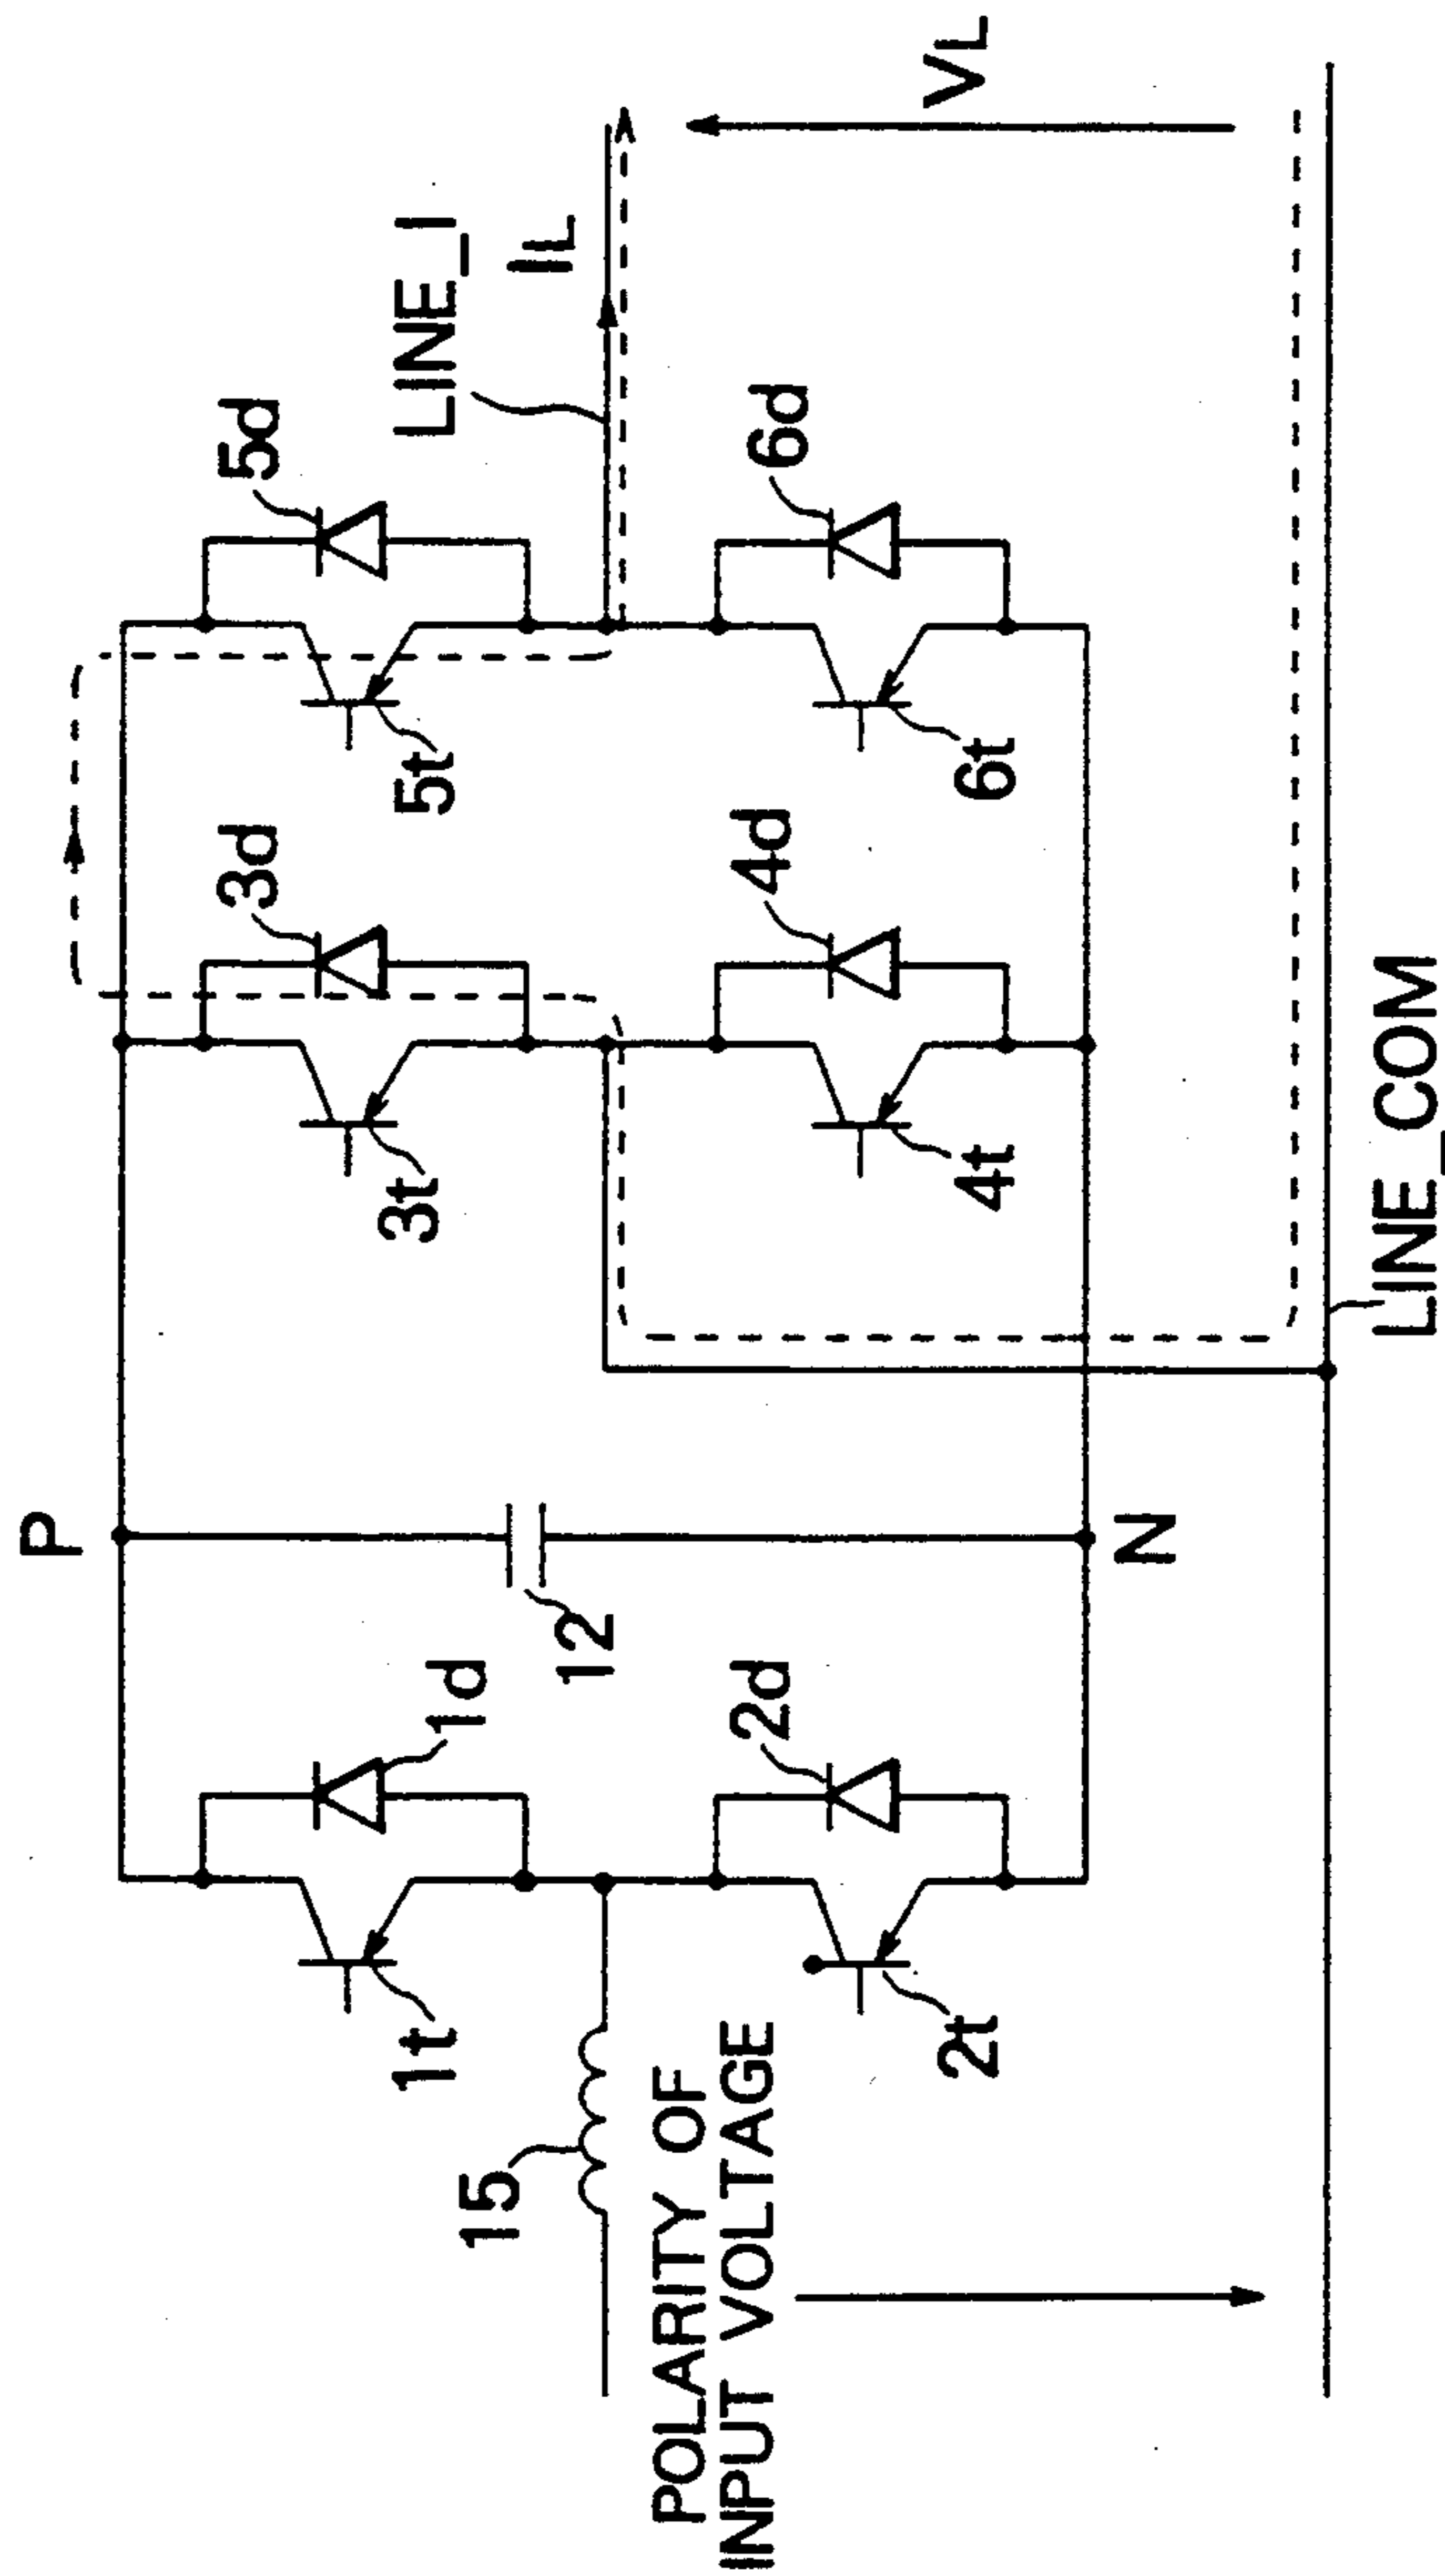 P
5d
LINE_I
IL
VL
3d
5t
6d
3t
4d
6t
1d
12
4t
1t
2d
N
15
POLARITY OF
INPUT VOLTAGE
2t
LINE_COM